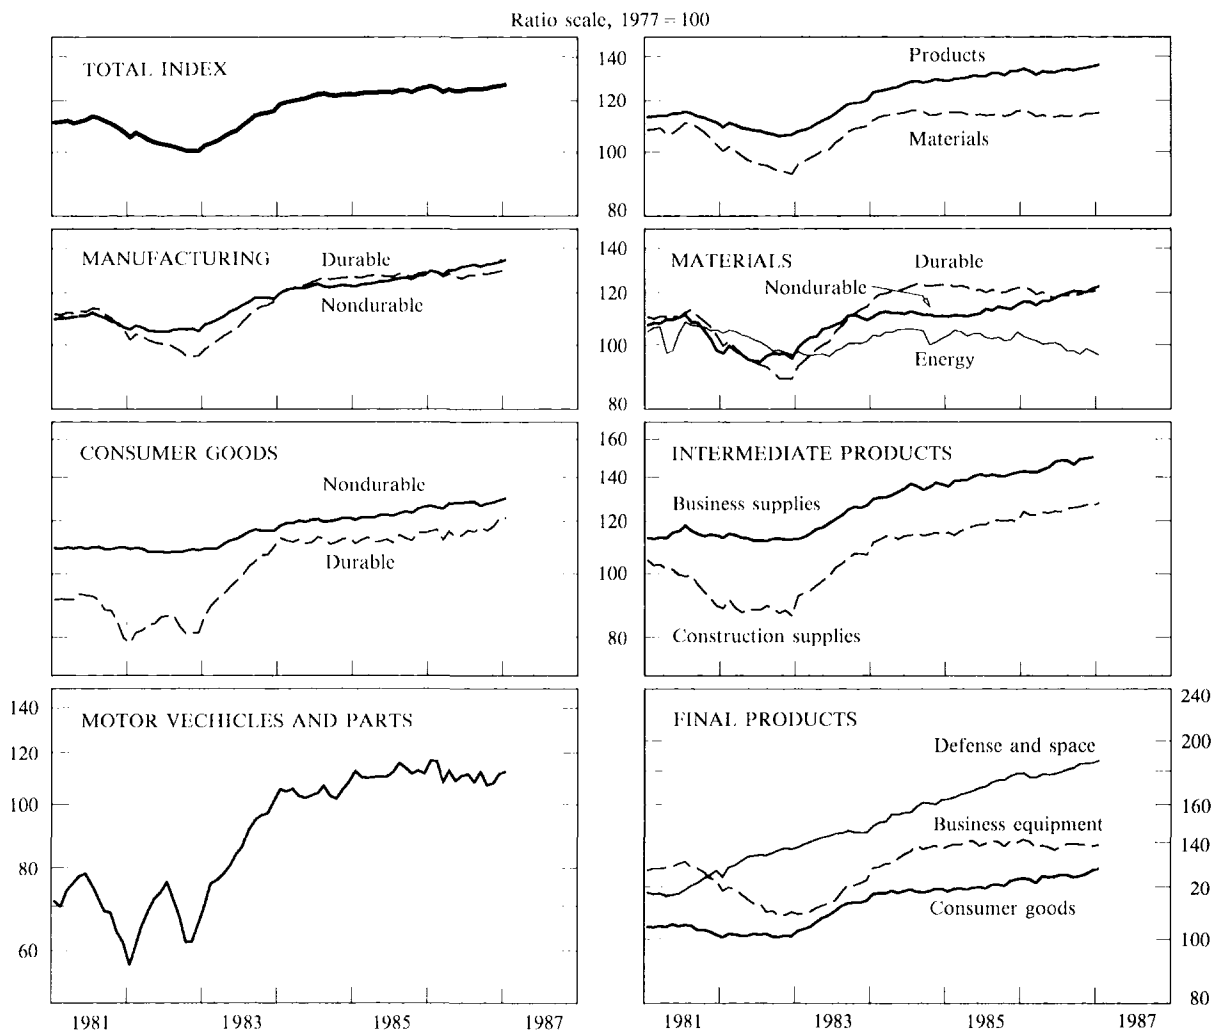 Ratio scale, 1977 = 100
TOTAL INDEX
140
Products
120
Materials
100
80
MANUFACTURING
Durable
Nondurable
140
MATERIALS
Durable
Nondurable
120
100
Energy
80
CONSUMER GOODS
Nondurable
Durable
160
INTERMEDIATE PRODUCTS
140
Business supplies
120
100
Construction supplies
80
140
MOTOR VECHICLES AND PARTS
120
100
80
60
FINAL PRODUCTS
240
Defense and space
200
160
Business equipment
140
20
Consumer goods
100
80
1981 1983 1985 1987
1981 1983 1985 1987